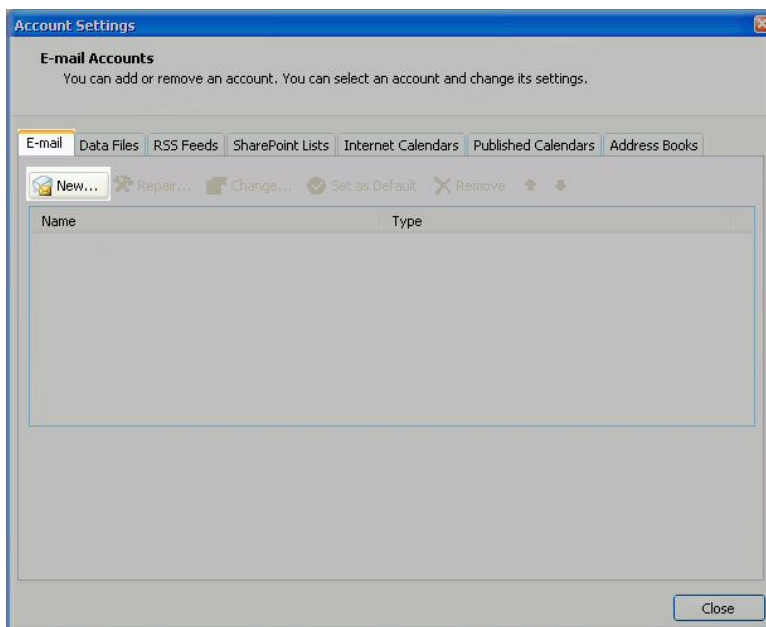 Account Settings
E-mail Accounts
You can add or remove an account. You can select an account and change its settings.
E-mail Data Files RSS Feeds SharePoint Lists Internet Calendars Published Calendars Address Books
New... Repair... Change... Set as Default Remove
Name Type
Close